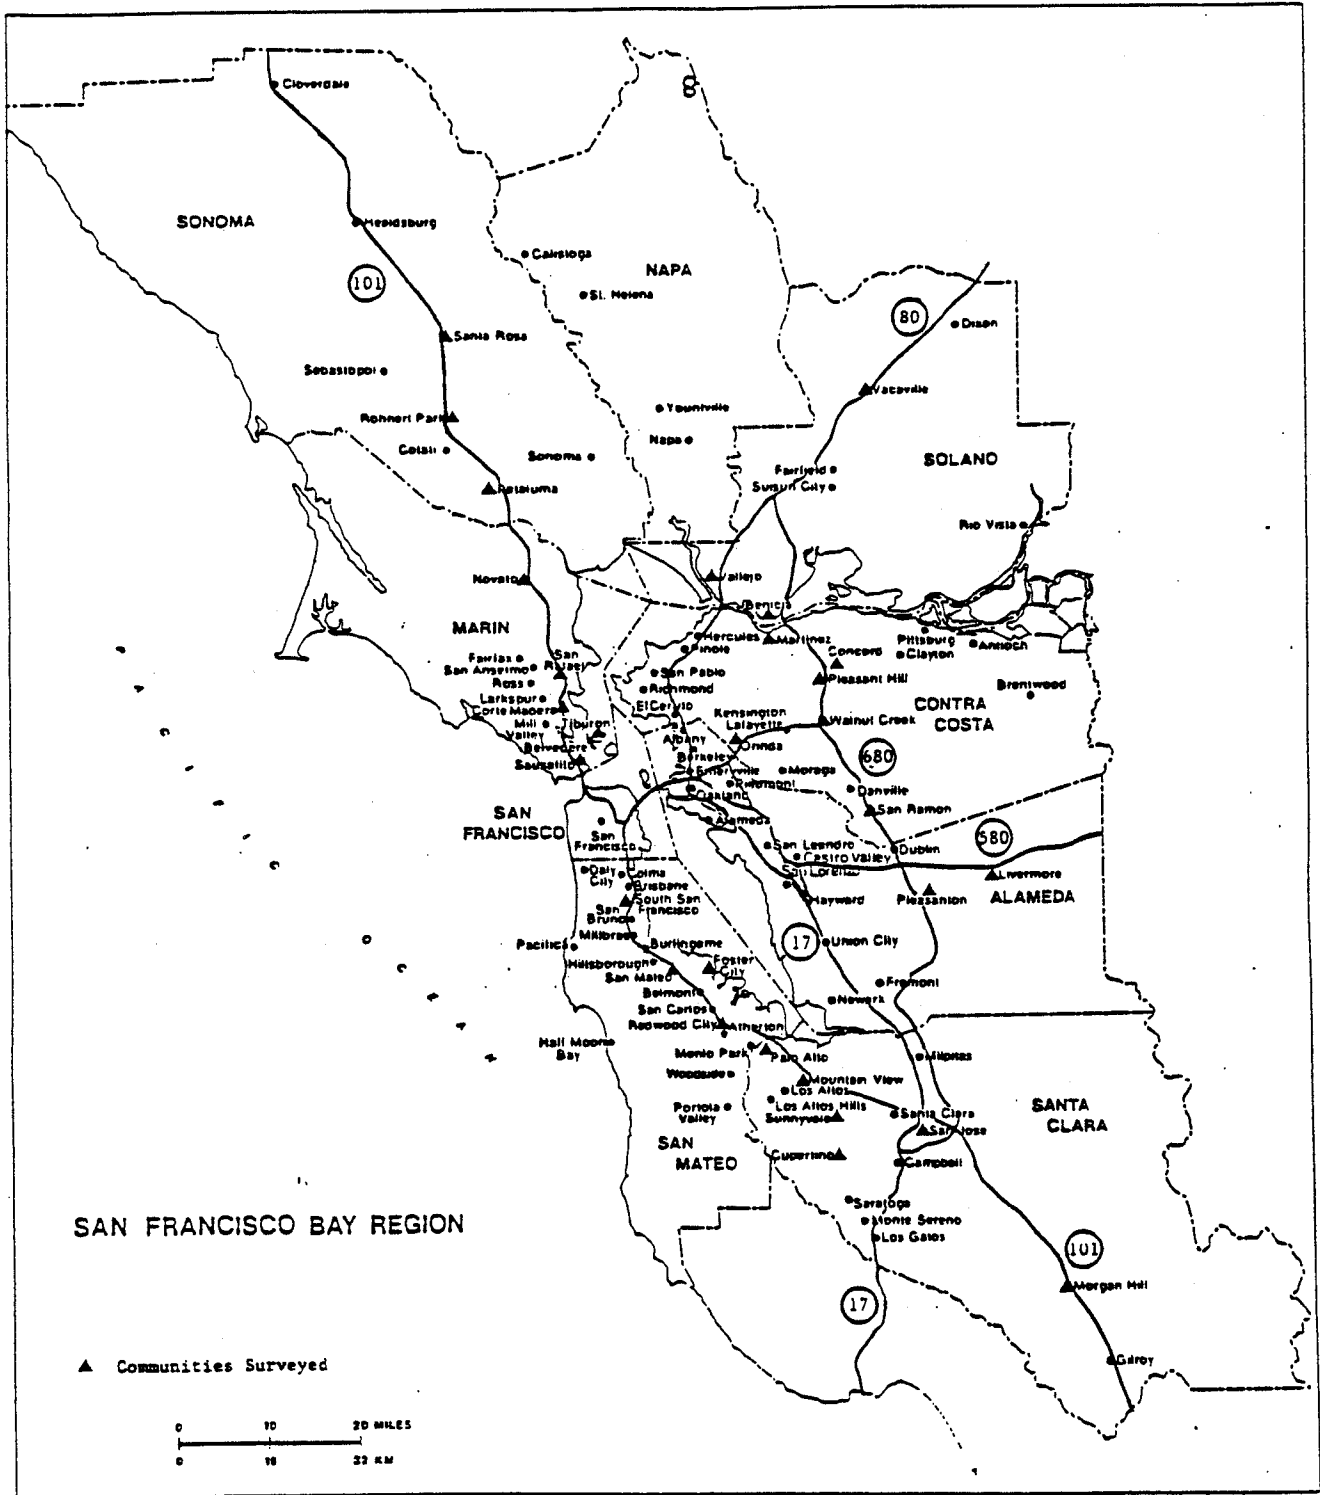 Cloverdale
SONOMA
Healdsburg
Calistoga
NAPA
101
St. Helena
80
Dixon
Santa Rosa
Sebastopol
Vacaville
Yountville
Rohnert Park
Napa
Cotati
Sonoma
SOLANO
Fairfield
Suisun City
Petaluma
Rio Vista
Novato
Vallejo
Benicia
MARIN
Hercules
Martinez
Pittsburg
Antioch
Pinole
Concord
Clayton
Fairfax
San
Rafael
San Anselmo
Ross
San Pablo
Pleasant Hill
Richmond
Brentwood
Larkspur
Corte Madera
El Cerrito
Kensington
CONTRA
COSTA
Mill
Valley
Tiburon
Lafayette
Walnut Creek
Belvedere
Albany
Orinda
Berkeley
Sausalito
Emeryville
Moraga
680
Piedmont
Oakland
Danville
SAN
FRANCISCO
San Ramon
San
Francisco
Alameda
580
San Leandro
Dublin
Castro Valley
Daly
City
Colma
San Lorenzo
Livermore
Brisbane
South San
Francisco
Hayward
Pleasanton
ALAMEDA
San
Bruno
Millbrae
Pacifica
Burlingame
17
Union City
Hillsborough
Foster
City
San Mateo
Fremont
Belmont
Newark
San Carlos
Redwood City
Atherton
Half Moon
Bay
Menlo Park
Palo Alto
Milpitas
Woodside
Mountain View
Los Altos
Portola
Valley
Los Altos Hills
Santa Clara
SANTA
CLARA
Sunnyvale
San Jose
SAN
MATEO
Cupertino
Campbell
Saratoga
Monte Sereno
Los Gatos
PACIFIC
OCEAN
SAN FRANCISCO BAY REGION
101
Morgan Hill
17
Gilroy
▲ Communities Surveyed
0 10 20 MILES
0 16 32 KM